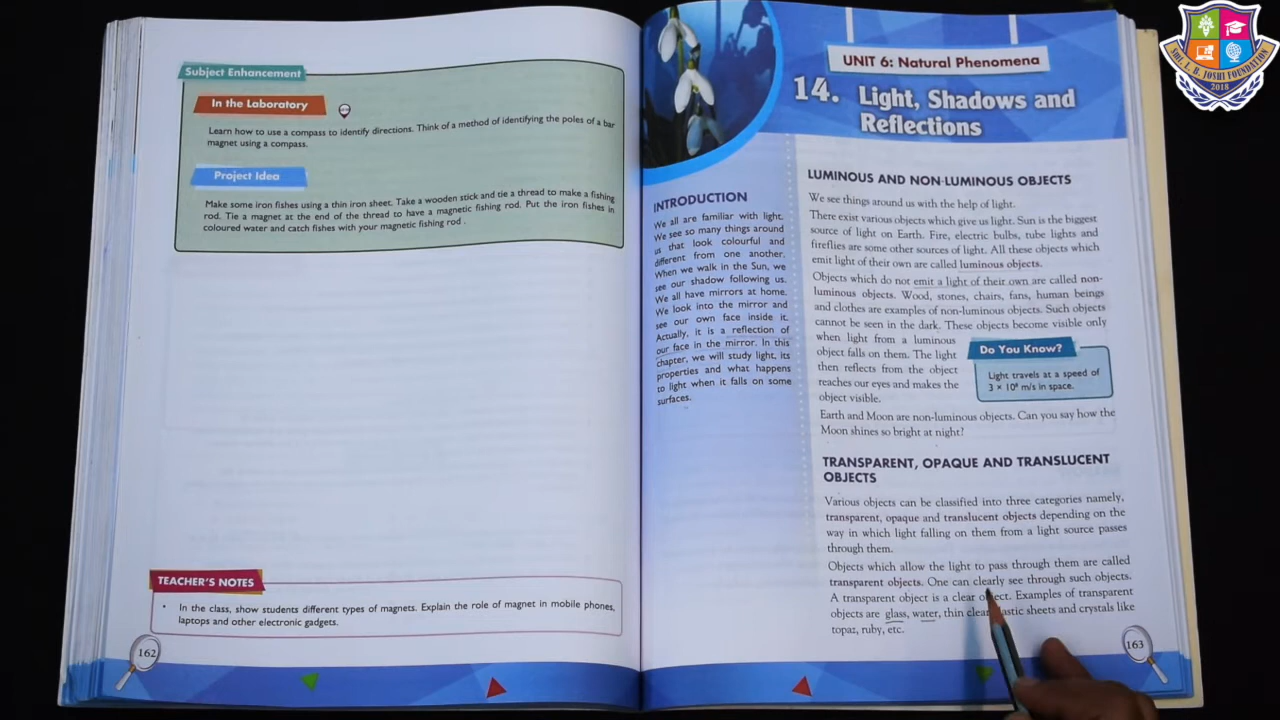 Subject Enhancement
In the Laboratory
Learn how to use a compass to identify directions. Think of a method of identifying the poles of a bar
magnet using a compass.
Project Idea
Make some iron fishes using a thin iron sheet. Take a wooden stick and tie a thread to make a fishing
rod. Tie a magnet at the end of the thread to have a magnetic fishing rod. Put the iron fishes in
coloured water and catch fishes with your magnetic fishing rod .
TEACHER'S NOTES
• In the class, show students different types of magnets. Explain the role of magnet in mobile phones,
laptops and other electronic gadgets.
162
UNIT 6: Natural Phenomena
14. Light, Shadows and
Reflections
INTRODUCTION
We all are familiar with light.
We see so many things around
us that look colourful and
different from one another.
When we walk in the Sun, we
see our shadow following us.
We all have mirrors at home.
We look into the mirror and
see our own face inside it.
Actually, it is a reflection of
our face in the mirror. In this
chapter, we will study light, its
properties and what happens
to light when it falls on some
surfaces.
LUMINOUS AND NON-LUMINOUS OBJECTS
We see things around us with the help of light.
There exist various objects which give us light. Sun is the biggest
source of light on Earth. Fire, electric bulbs, tube lights and
fireflies are some other sources of light. All these objects which
emit light of their own are called luminous objects.
Objects which do not emit a light of their own are called non-
luminous objects. Wood, stones, chairs, fans, human beings
and clothes are examples of non-luminous objects. Such objects
cannot be seen in the dark. These objects become visible only
when light from a luminous
object falls on them. The light
then reflects from the object
reaches our eyes and makes the
object visible.
Do You Know?
Light travels at a speed of
3 × 10⁸ m/s in space.
Earth and Moon are non-luminous objects. Can you say how the
Moon shines so bright at night?
TRANSPARENT, OPAQUE AND TRANSLUCENT
OBJECTS
Various objects can be classified into three categories namely,
transparent, opaque and translucent objects depending on the
way in which light falling on them from a light source passes
through them.
Objects which allow the light to pass through them are called
transparent objects. One can clearly see through such objects.
A transparent object is a clear object. Examples of transparent
objects are glass, water, thin clear plastic sheets and crystals like
topaz, ruby, etc.
163
SHRI. L. B. JOSHI FOUNDATION
2018